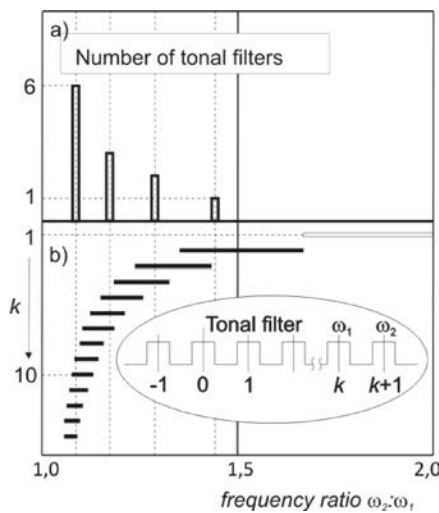 a)
Number of tonal filters
6
1
1
b)
k
10
Tonal filter
ω₁ ω₂
-1 0 1 k k+1
1,0 1,5 2,0
frequency ratio ω₂:ω₁